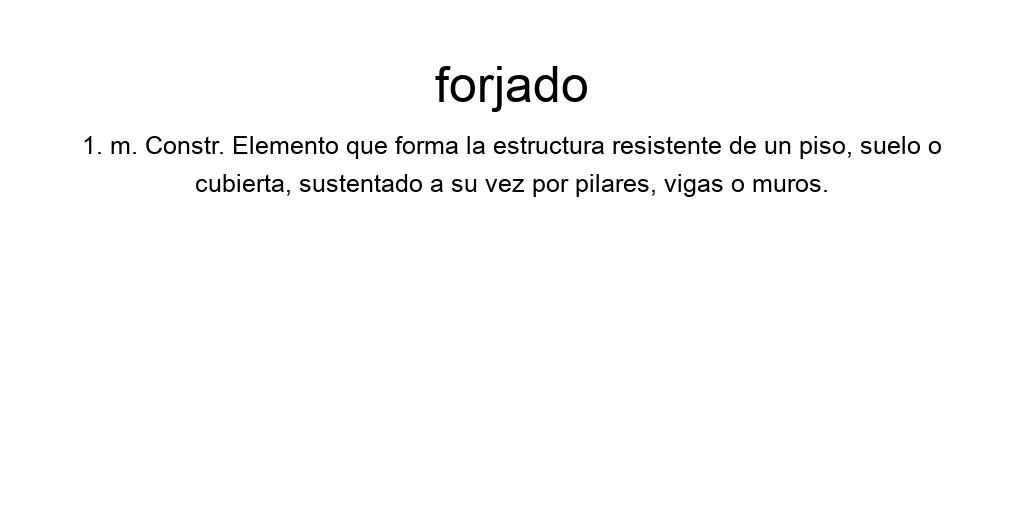 forjado
1. m. Constr. Elemento que forma la estructura resistente de un piso, suelo o
cubierta, sustentado a su vez por pilares, vigas o muros.